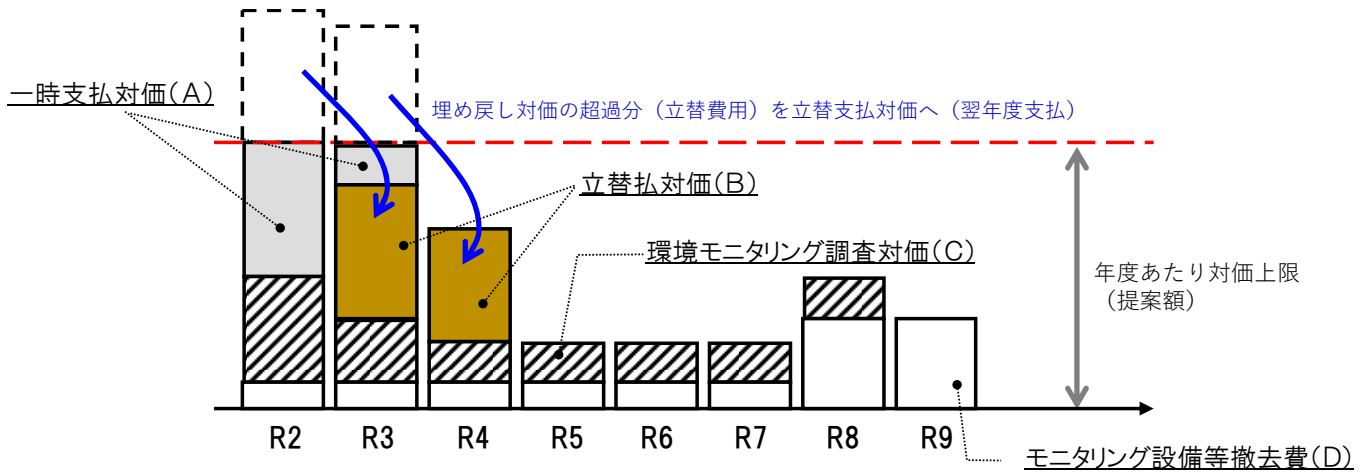 一時支払対価(A)
埋め戻し対価の超過分（立替費用）を立替支払対価へ（翌年度支払）
立替払対価(B)
環境モニタリング調査対価(C)
年度あたり対価上限
（提案額）
R2 R3 R4 R5 R6 R7 R8 R9
モニタリング設備等撤去費(D)